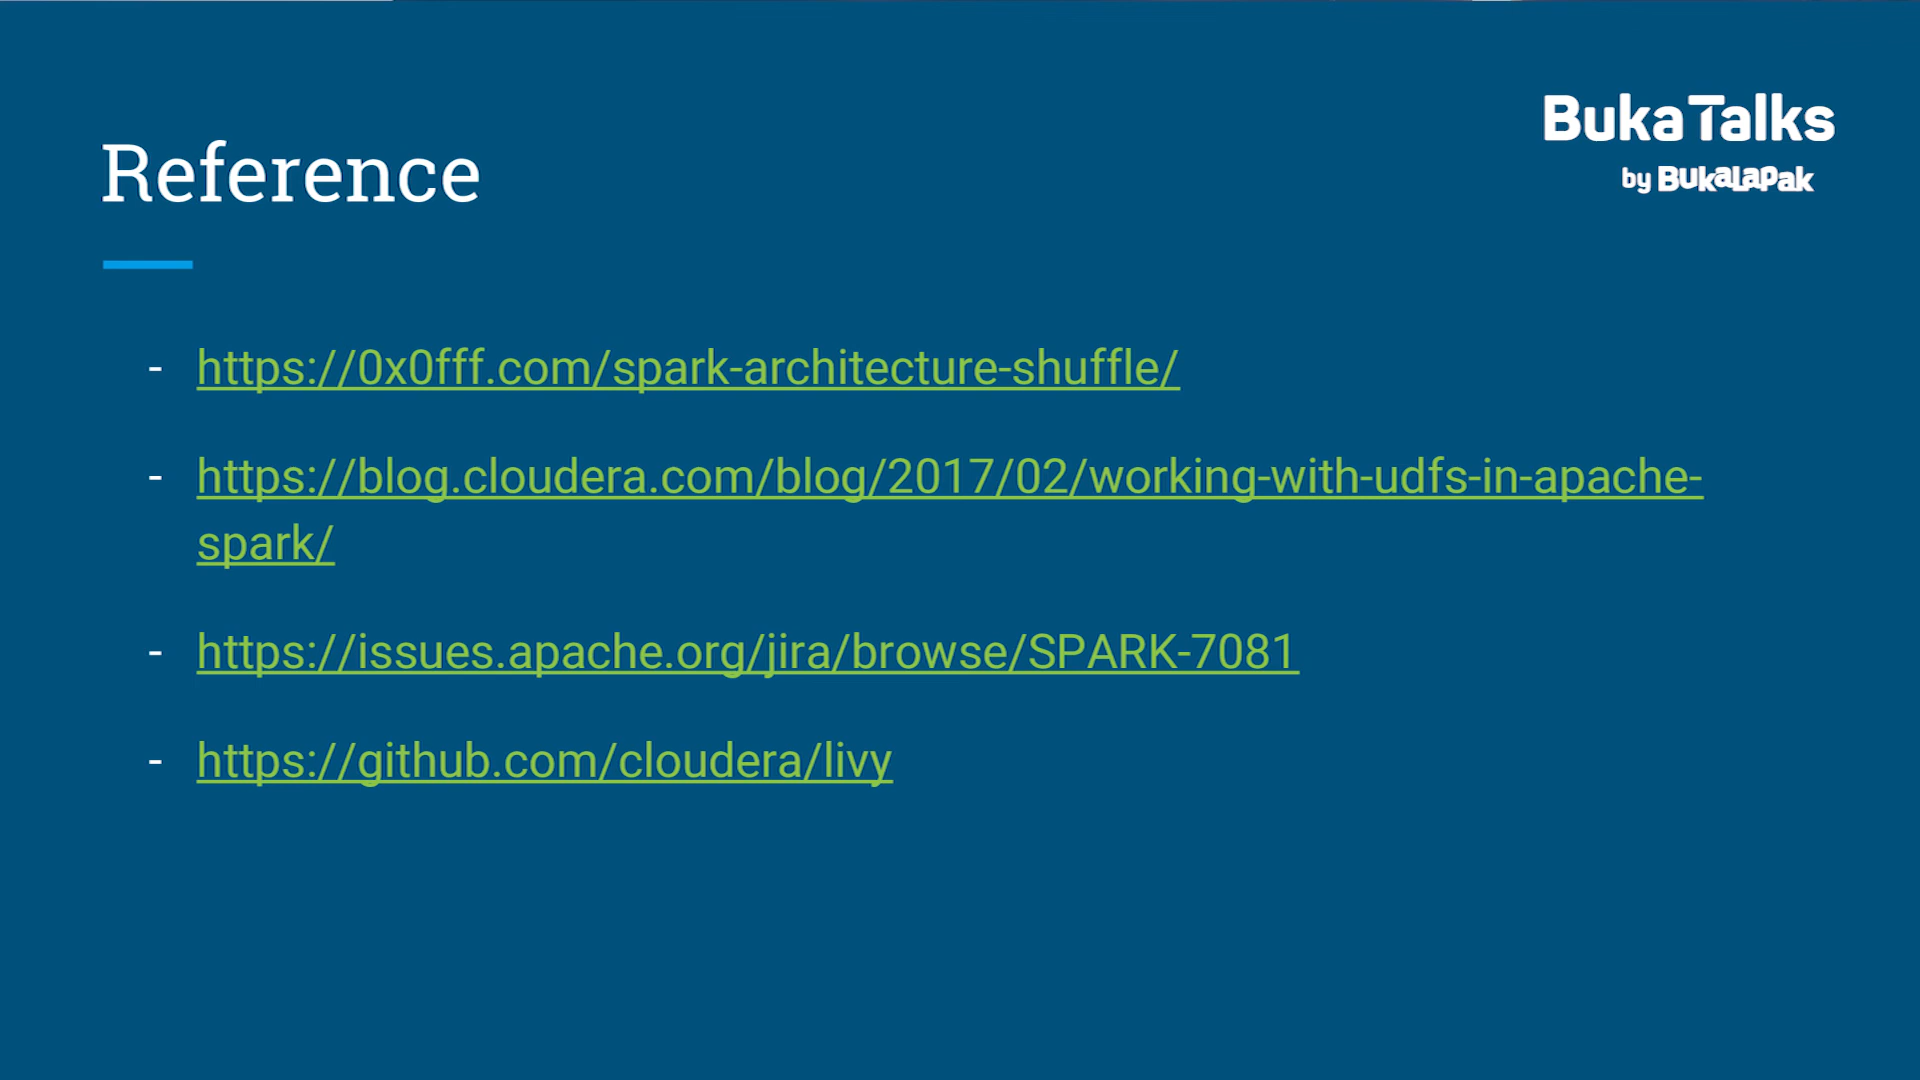 BukaTalks
by BukaLapak
Reference
- https://0x0fff.com/spark-architecture-shuffle/
- https://blog.cloudera.com/blog/2017/02/working-with-udfs-in-apache-
spark/
- https://issues.apache.org/jira/browse/SPARK-7081
- https://github.com/cloudera/livy